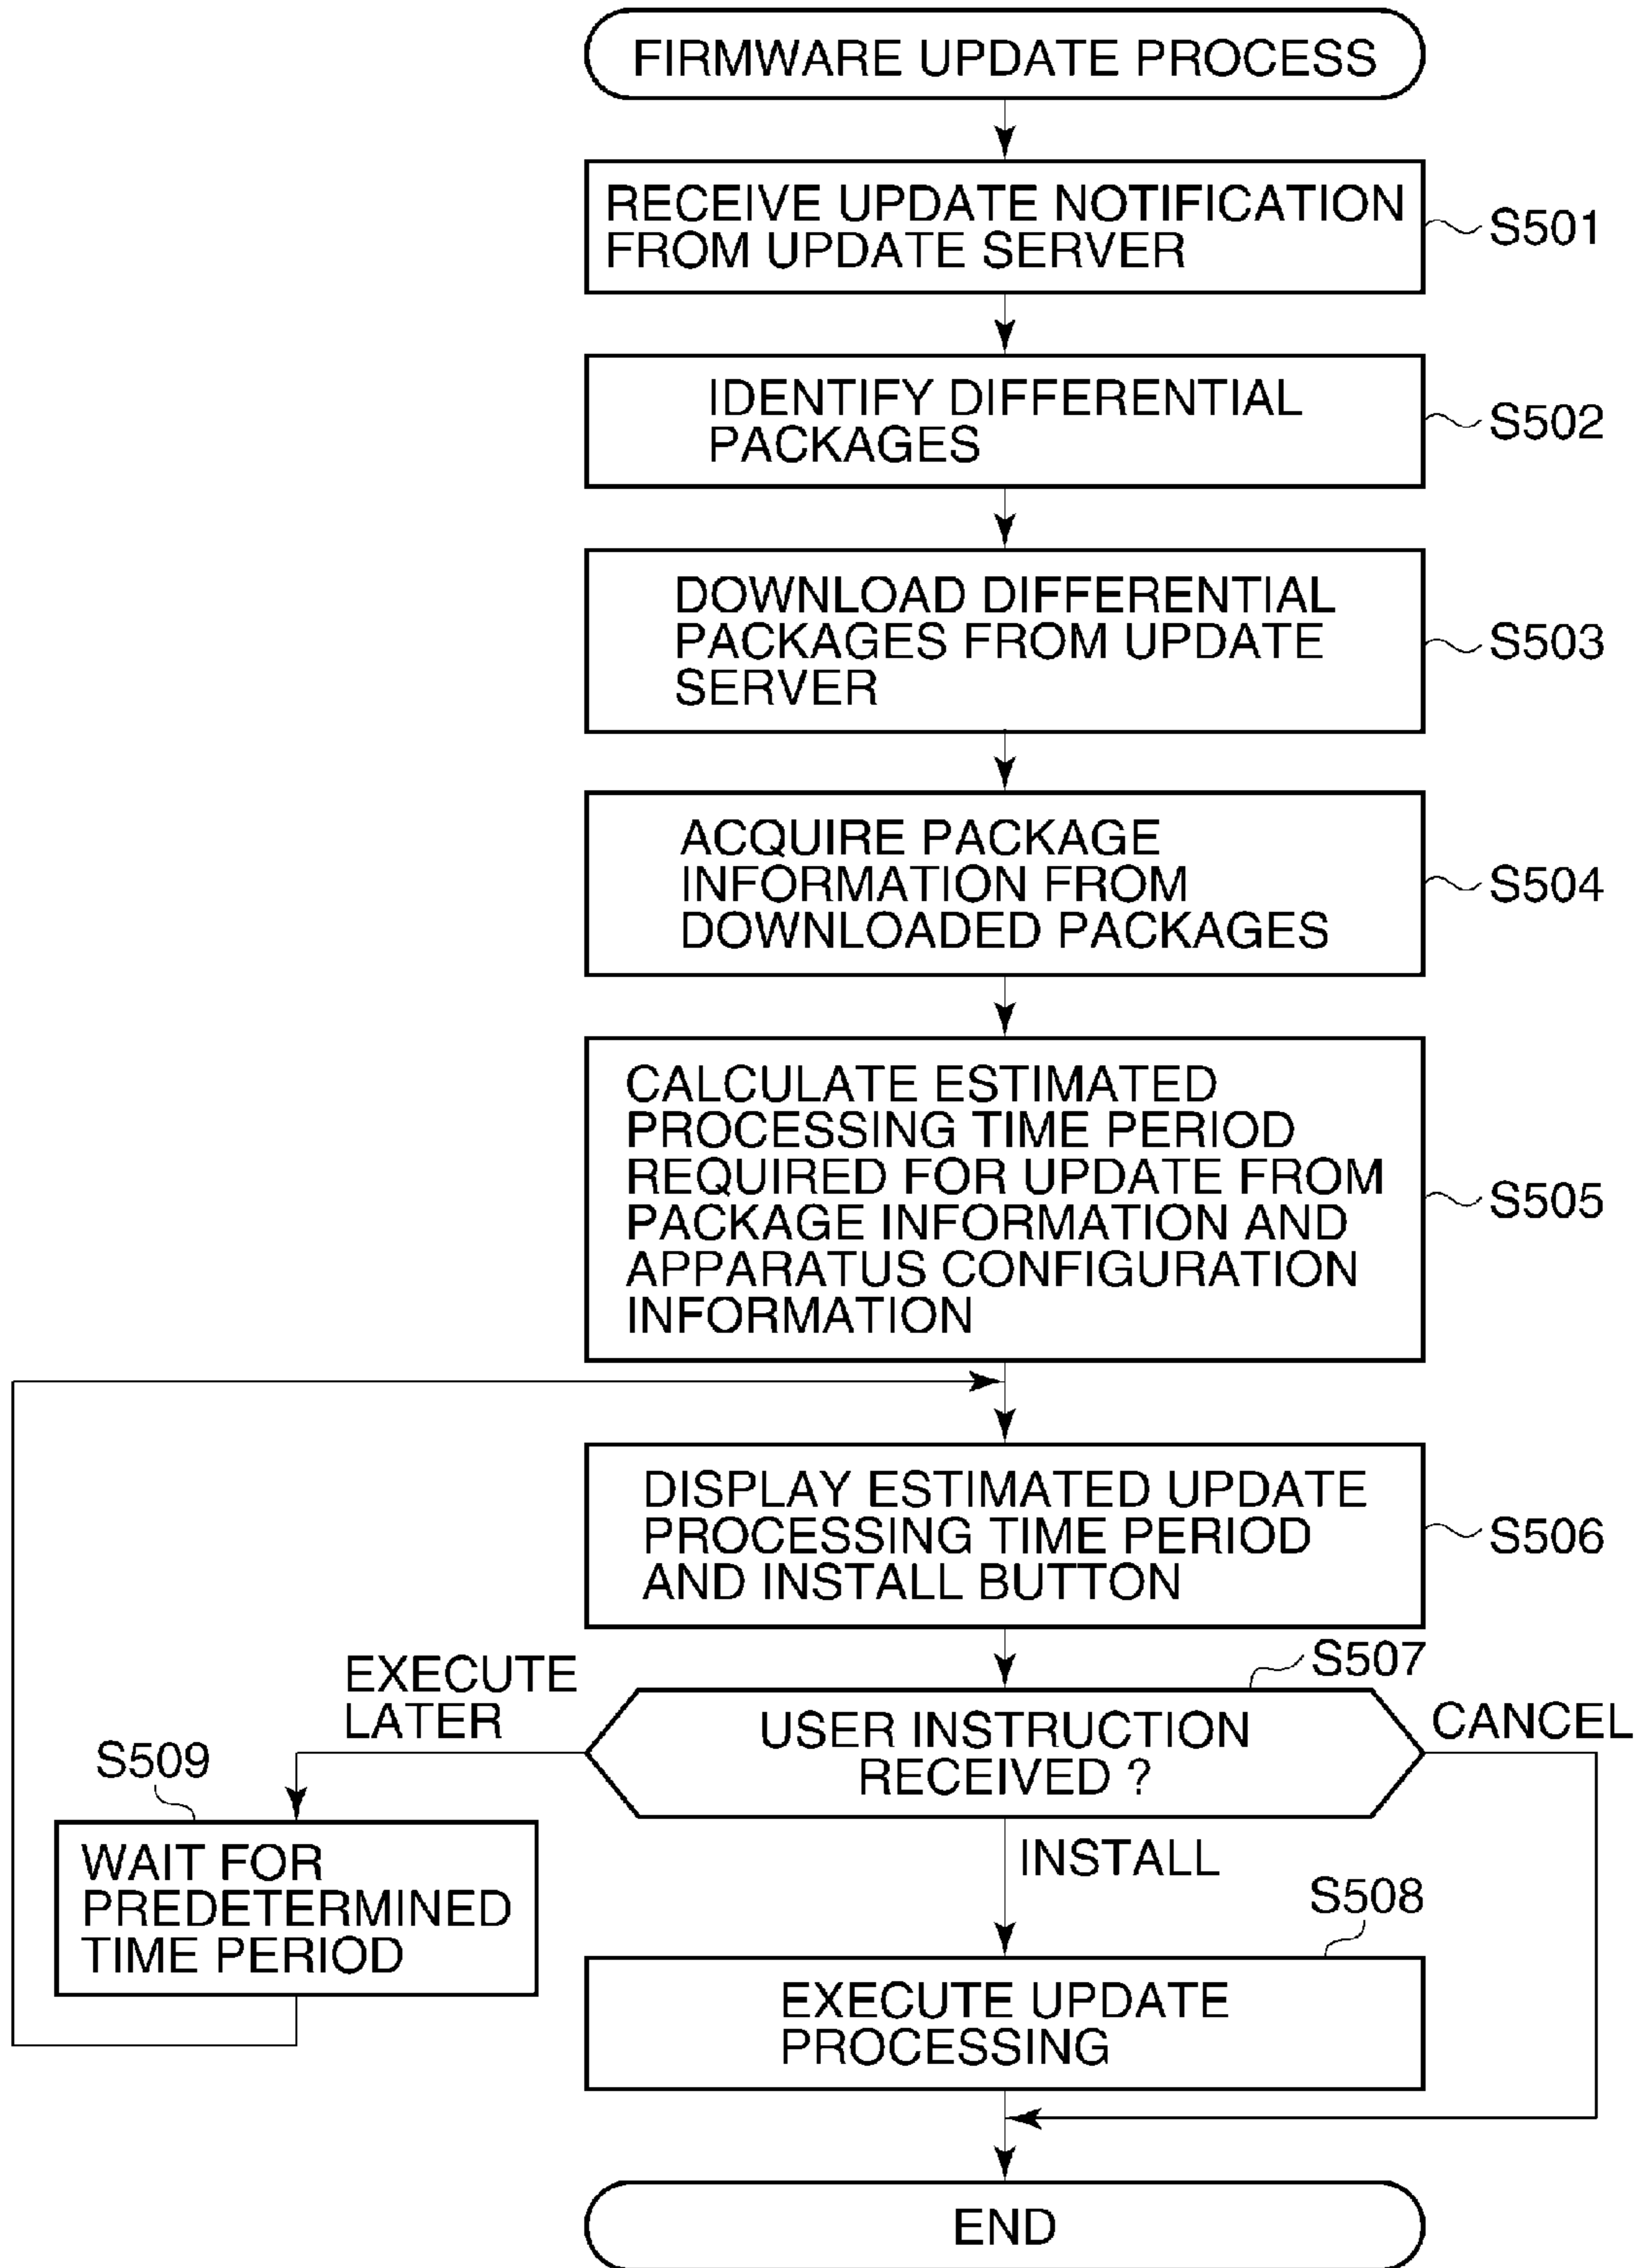 FIRMWARE UPDATE PROCESS
RECEIVE UPDATE NOTIFICATION
FROM UPDATE SERVER
S501
IDENTIFY DIFFERENTIAL
PACKAGES
S502
DOWNLOAD DIFFERENTIAL
PACKAGES FROM UPDATE
SERVER
S503
ACQUIRE PACKAGE
INFORMATION FROM
DOWNLOADED PACKAGES
S504
CALCULATE ESTIMATED
PROCESSING TIME PERIOD
REQUIRED FOR UPDATE FROM
PACKAGE INFORMATION AND
APPARATUS CONFIGURATION
INFORMATION
S505
DISPLAY ESTIMATED UPDATE
PROCESSING TIME PERIOD
AND INSTALL BUTTON
S506
S507
USER INSTRUCTION
RECEIVED ?
EXECUTE
LATER
CANCEL
S509
WAIT FOR
PREDETERMINED
TIME PERIOD
INSTALL
S508
EXECUTE UPDATE
PROCESSING
END